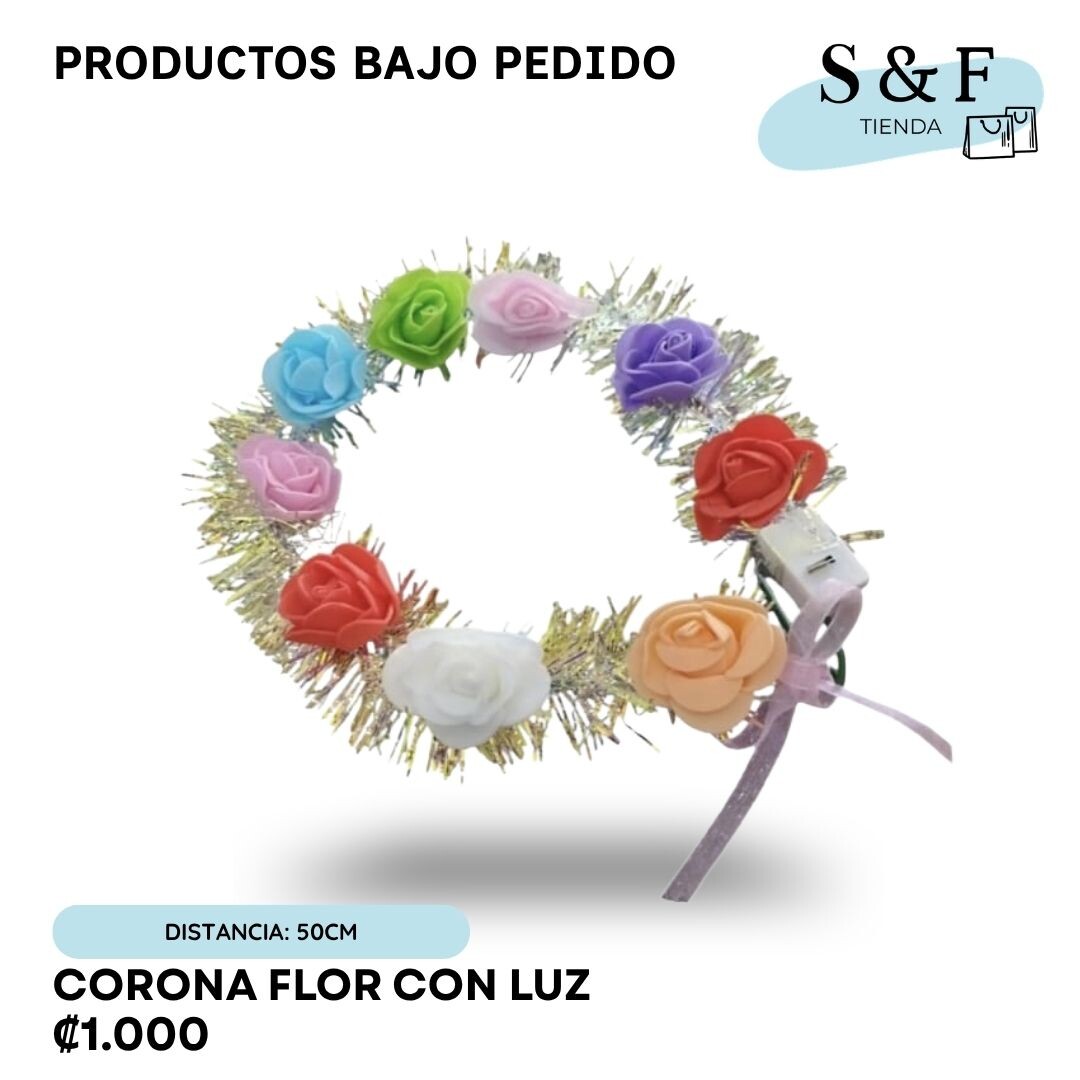 PRODUCTOS BAJO PEDIDO
S & F
TIENDA
DISTANCIA: 50CM
CORONA FLOR CON LUZ
₡1.000